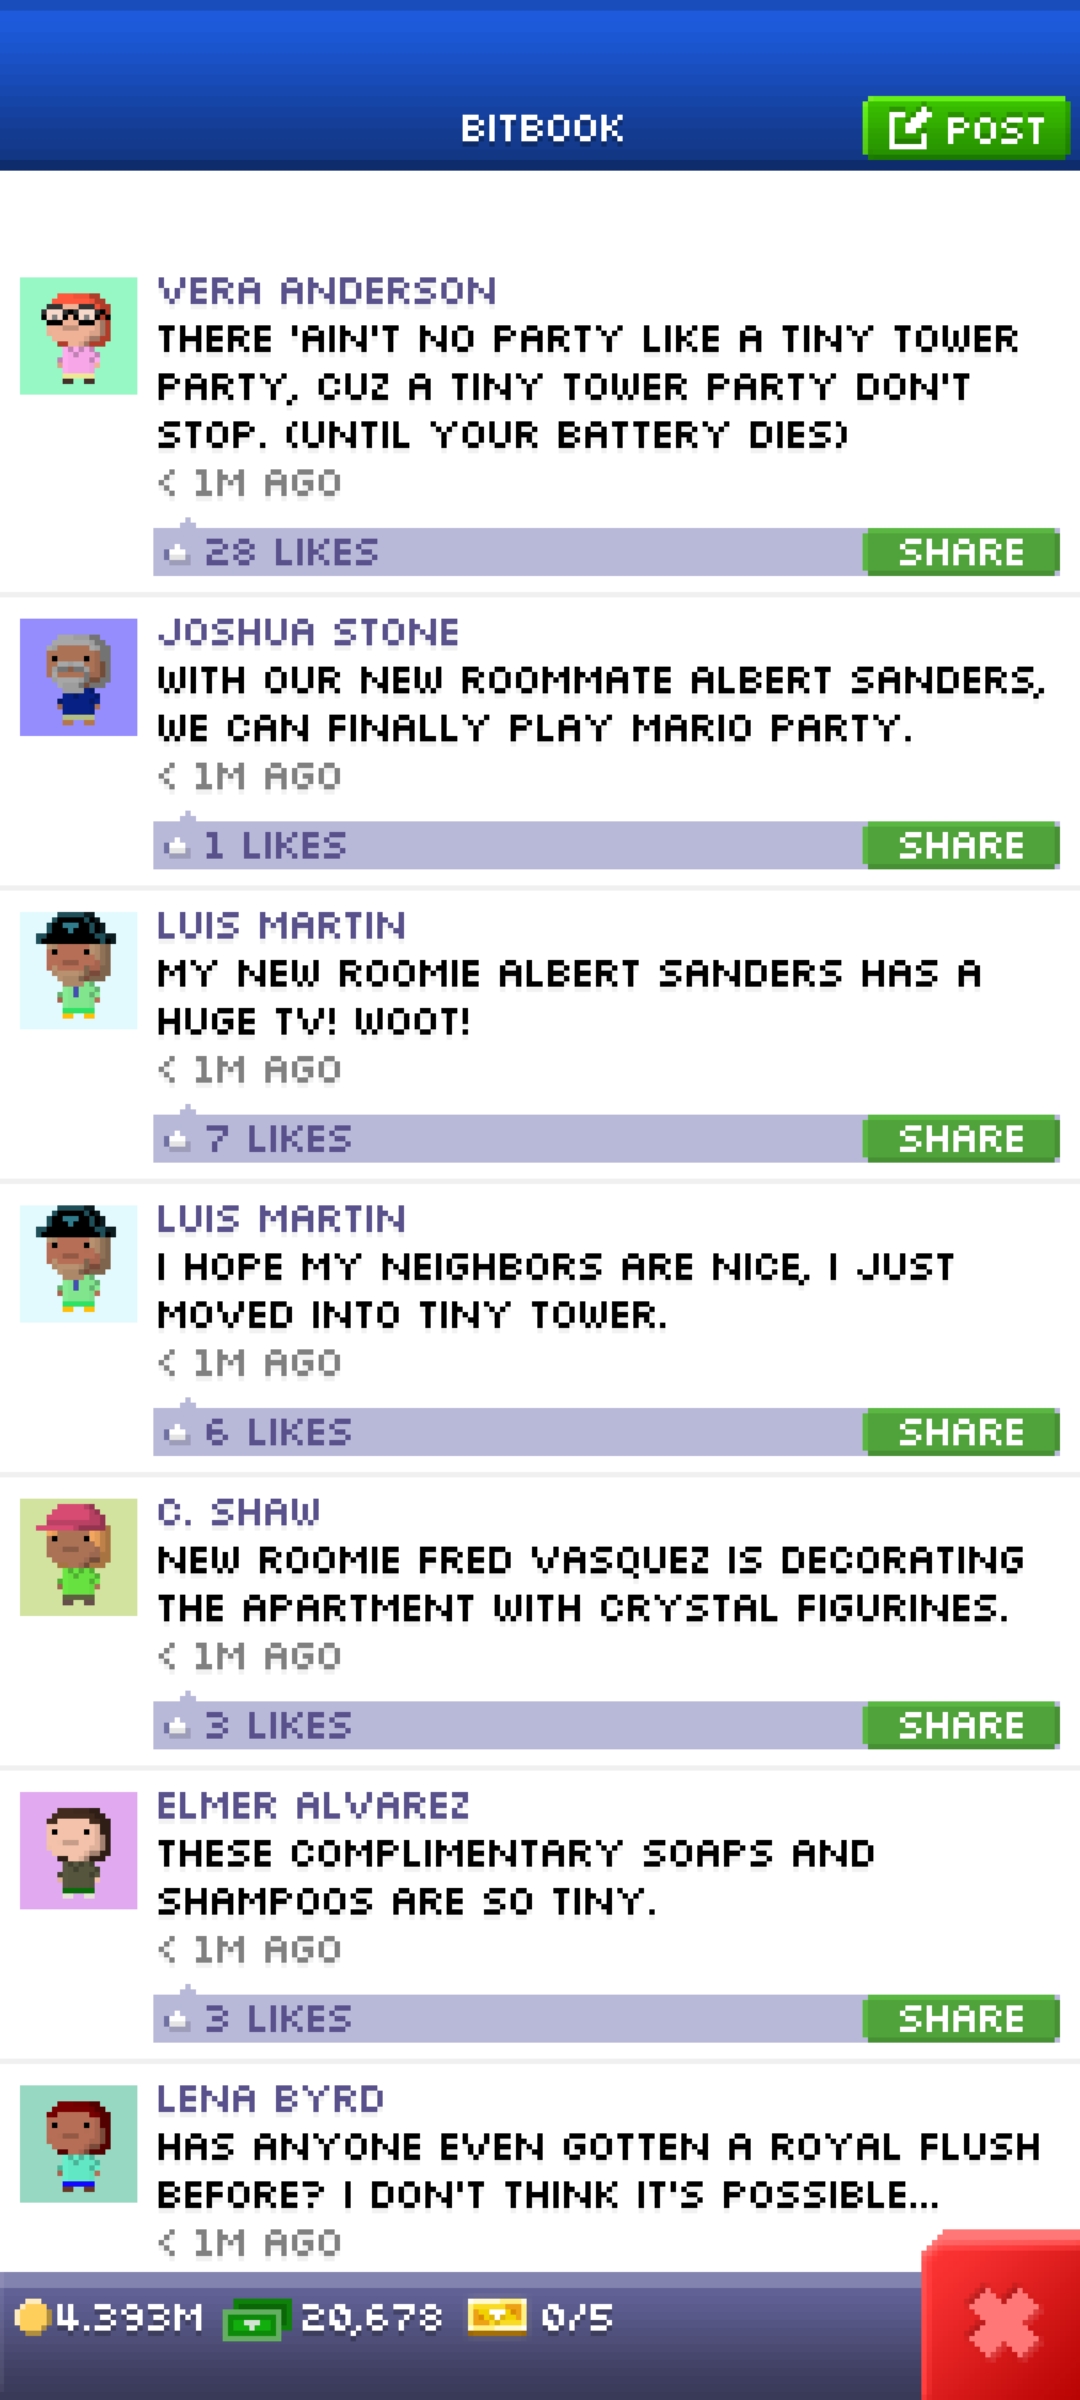 BITBOOK
POST
VERA ANDERSON
THERE 'AIN'T NO PARTY LIKE A TINY TOWER
PARTY, CUZ A TINY TOWER PARTY DON'T
STOP. (UNTIL YOUR BATTERY DIES)
< 1M AGO
28 LIKES
SHARE
JOSHUA STONE
WITH OUR NEW ROOMMATE ALBERT SANDERS,
WE CAN FINALLY PLAY MARIO PARTY.
< 1M AGO
1 LIKES
SHARE
LUIS MARTIN
MY NEW ROOMIE ALBERT SANDERS HAS A
HUGE TV! WOOT!
< 1M AGO
7 LIKES
SHARE
LUIS MARTIN
I HOPE MY NEIGHBORS ARE NICE, I JUST
MOVED INTO TINY TOWER.
< 1M AGO
6 LIKES
SHARE
C. SHAW
NEW ROOMIE FRED VASQUEZ IS DECORATING
THE APARTMENT WITH CRYSTAL FIGURINES.
< 1M AGO
3 LIKES
SHARE
ELMER ALVAREZ
THESE COMPLIMENTARY SOAPS AND
SHAMPOOS ARE SO TINY.
< 1M AGO
3 LIKES
SHARE
LENA BYRD
HAS ANYONE EVEN GOTTEN A ROYAL FLUSH
BEFORE? I DON'T THINK IT'S POSSIBLE...
< 1M AGO
4.393M 20,678 0/5